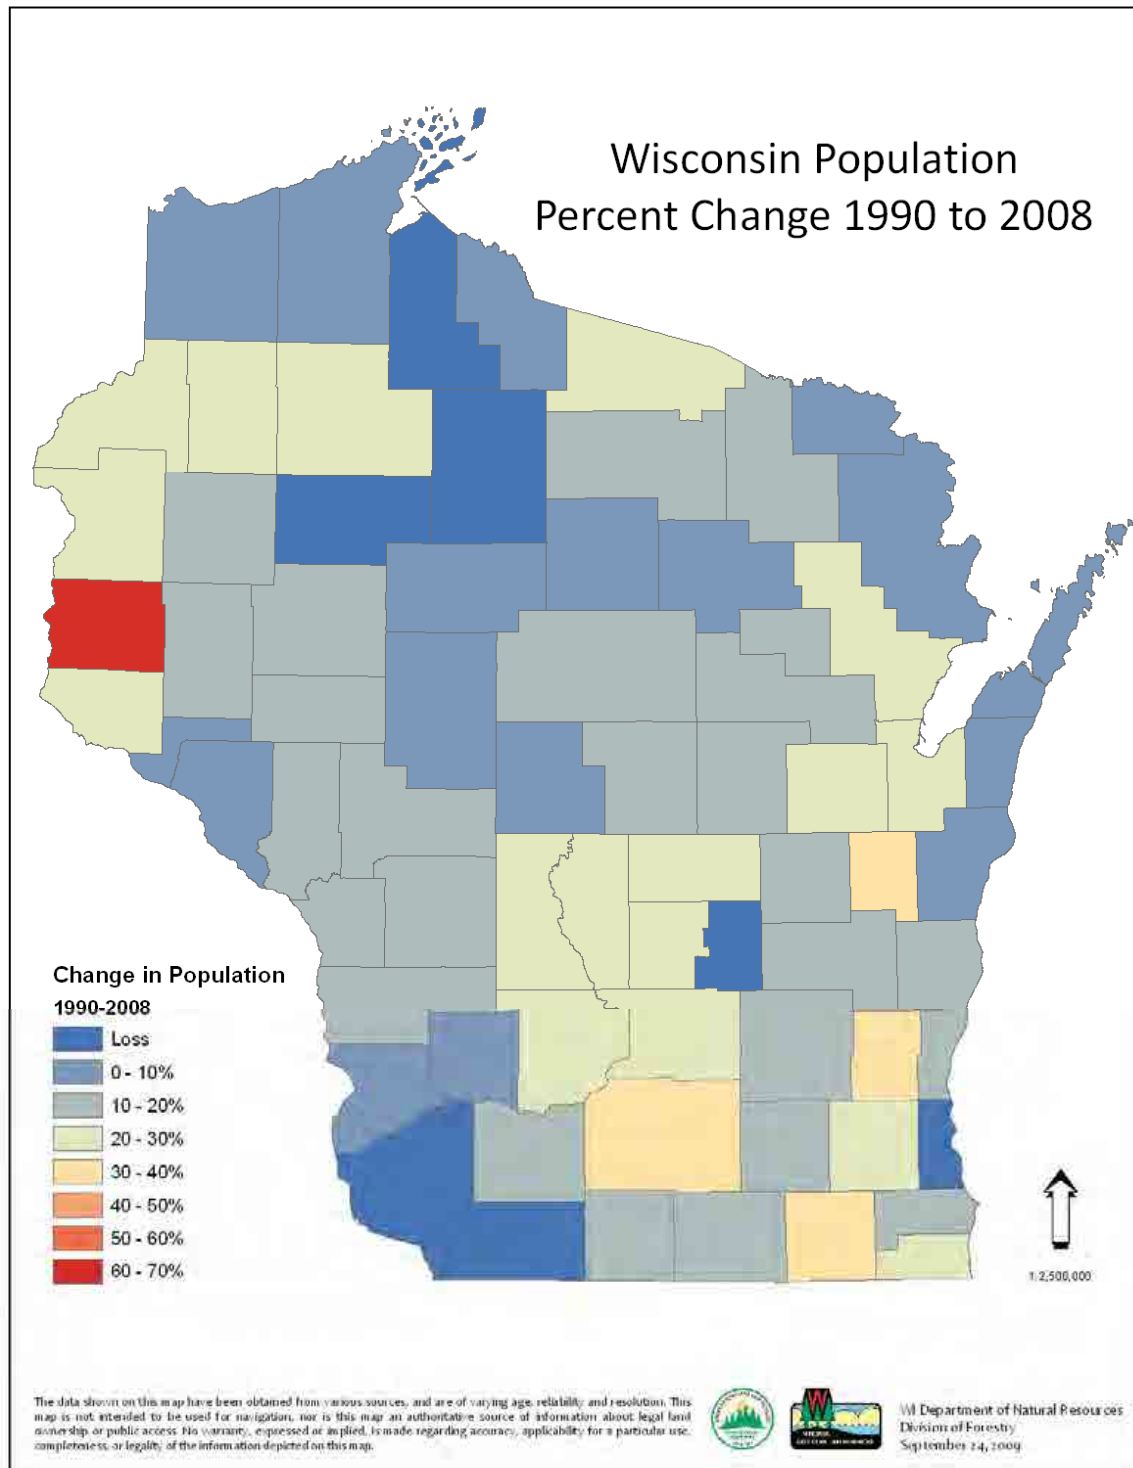 Wisconsin Population
Percent Change 1990 to 2008
Change in Population
1990-2008
Loss
0 - 10%
10 - 20%
20 - 30%
30 - 40%
40 - 50%
50 - 60%
60 - 70%
1:2,500,000
The data shown on this map have been obtained from various sources, and are of varying age, reliability and resolution. This
map is not intended to be used for navigation, nor is this map an authoritative source of information about legal land
ownership or public access. No warranty, expressed or implied, is made regarding accuracy, applicability for a particular use,
completeness, or legality of the information depicted on this map.
W
WI Department of Natural Resources
Division of Forestry
September 24, 2009